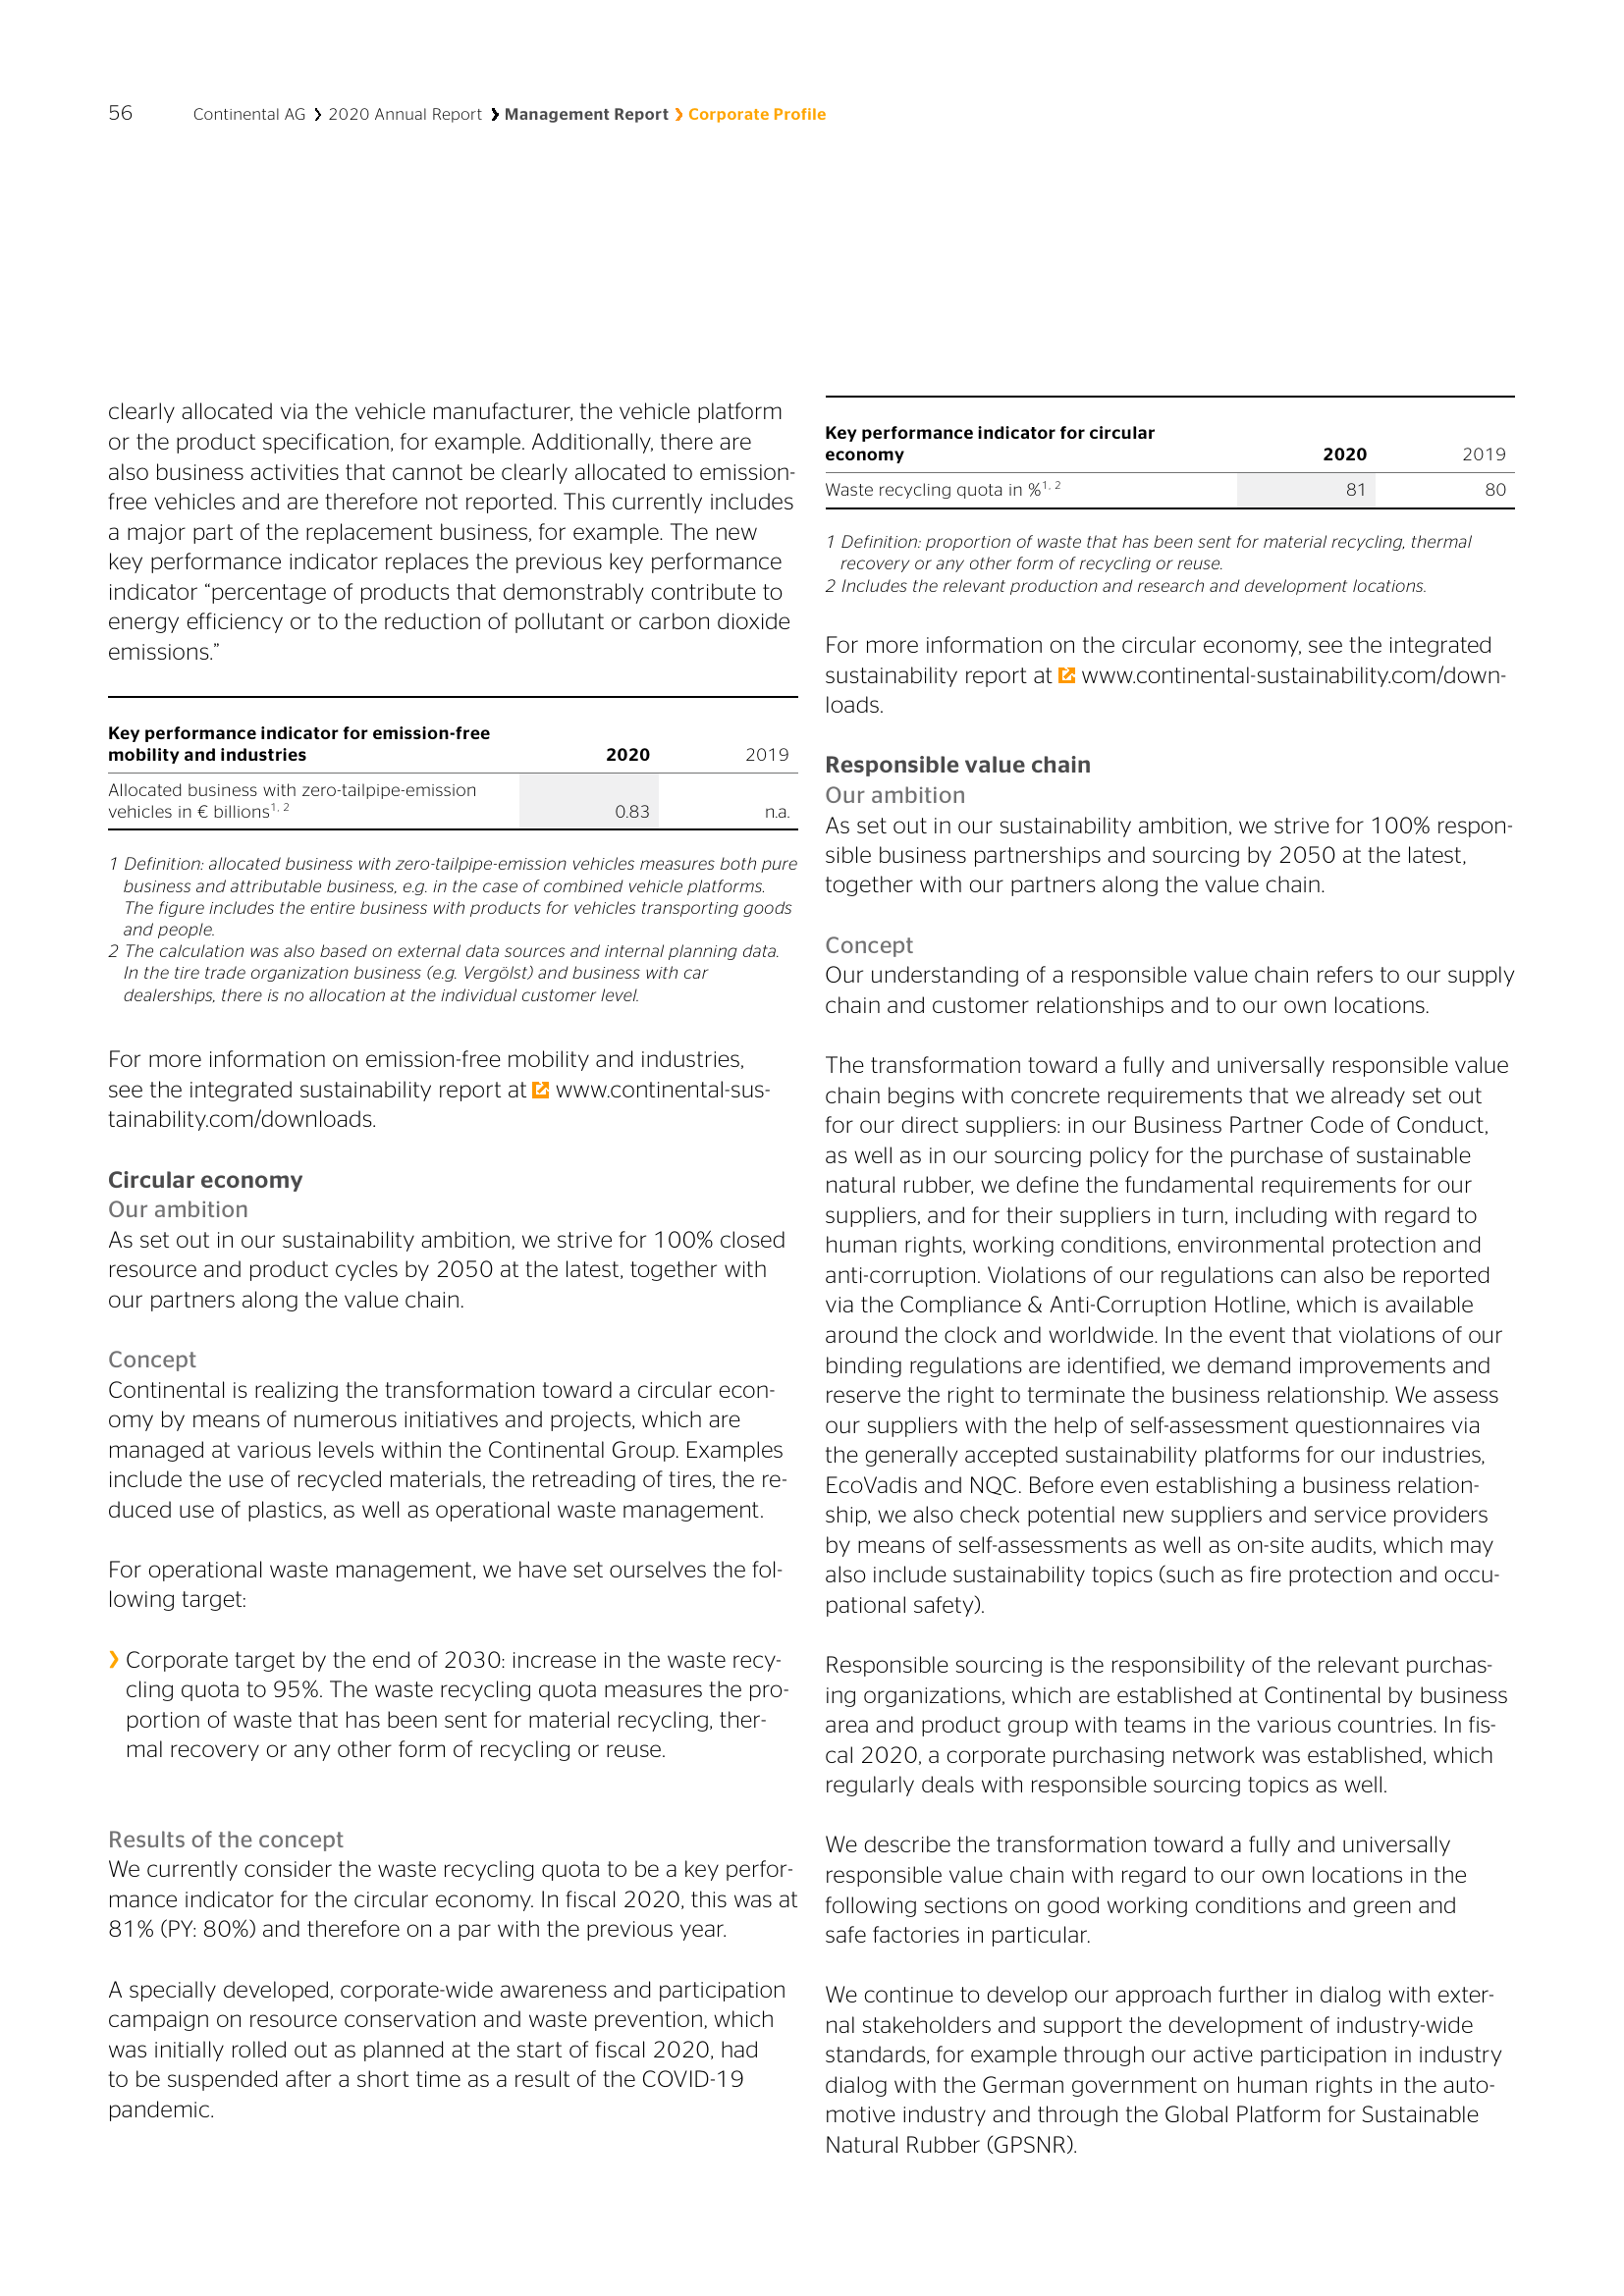 56 Continental AG ❯ 2020 Annual Report ❯ Management Report ❯ Corporate Profile
clearly allocated via the vehicle manufacturer, the vehicle platform
or the product specification, for example. Additionally, there are
also business activities that cannot be clearly allocated to emission-
free vehicles and are therefore not reported. This currently includes
a major part of the replacement business, for example. The new
key performance indicator replaces the previous key performance
indicator “percentage of products that demonstrably contribute to
energy efficiency or to the reduction of pollutant or carbon dioxide
emissions.”
Key performance indicator for emission-free
mobility and industries 2020 2019
Allocated business with zero-tailpipe-emission
vehicles in € billions1, 2 0.83 n.a.
1 Definition: allocated business with zero-tailpipe-emission vehicles measures both pure
business and attributable business, e.g. in the case of combined vehicle platforms.
The figure includes the entire business with products for vehicles transporting goods
and people.
2 The calculation was also based on external data sources and internal planning data.
In the tire trade organization business (e.g. Vergölst) and business with car
dealerships, there is no allocation at the individual customer level.
For more information on emission-free mobility and industries,
see the integrated sustainability report at www.continental-sus-
tainability.com/downloads.
Circular economy
Our ambition
As set out in our sustainability ambition, we strive for 100% closed
resource and product cycles by 2050 at the latest, together with
our partners along the value chain.
Concept
Continental is realizing the transformation toward a circular econ-
omy by means of numerous initiatives and projects, which are
managed at various levels within the Continental Group. Examples
include the use of recycled materials, the retreading of tires, the re-
duced use of plastics, as well as operational waste management.
For operational waste management, we have set ourselves the fol-
lowing target:
❯ Corporate target by the end of 2030: increase in the waste recy-
cling quota to 95%. The waste recycling quota measures the pro-
portion of waste that has been sent for material recycling, ther-
mal recovery or any other form of recycling or reuse.
Results of the concept
We currently consider the waste recycling quota to be a key perfor-
mance indicator for the circular economy. In fiscal 2020, this was at
81% (PY: 80%) and therefore on a par with the previous year.
A specially developed, corporate-wide awareness and participation
campaign on resource conservation and waste prevention, which
was initially rolled out as planned at the start of fiscal 2020, had
to be suspended after a short time as a result of the COVID-19
pandemic.
Key performance indicator for circular
economy 2020 2019
Waste recycling quota in %1, 2 81 80
1 Definition: proportion of waste that has been sent for material recycling, thermal
recovery or any other form of recycling or reuse.
2 Includes the relevant production and research and development locations.
For more information on the circular economy, see the integrated
sustainability report at www.continental-sustainability.com/down-
loads.
Responsible value chain
Our ambition
As set out in our sustainability ambition, we strive for 100% respon-
sible business partnerships and sourcing by 2050 at the latest,
together with our partners along the value chain.
Concept
Our understanding of a responsible value chain refers to our supply
chain and customer relationships and to our own locations.
The transformation toward a fully and universally responsible value
chain begins with concrete requirements that we already set out
for our direct suppliers: in our Business Partner Code of Conduct,
as well as in our sourcing policy for the purchase of sustainable
natural rubber, we define the fundamental requirements for our
suppliers, and for their suppliers in turn, including with regard to
human rights, working conditions, environmental protection and
anti-corruption. Violations of our regulations can also be reported
via the Compliance & Anti-Corruption Hotline, which is available
around the clock and worldwide. In the event that violations of our
binding regulations are identified, we demand improvements and
reserve the right to terminate the business relationship. We assess
our suppliers with the help of self-assessment questionnaires via
the generally accepted sustainability platforms for our industries,
EcoVadis and NQC. Before even establishing a business relation-
ship, we also check potential new suppliers and service providers
by means of self-assessments as well as on-site audits, which may
also include sustainability topics (such as fire protection and occu-
pational safety).
Responsible sourcing is the responsibility of the relevant purchas-
ing organizations, which are established at Continental by business
area and product group with teams in the various countries. In fis-
cal 2020, a corporate purchasing network was established, which
regularly deals with responsible sourcing topics as well.
We describe the transformation toward a fully and universally
responsible value chain with regard to our own locations in the
following sections on good working conditions and green and
safe factories in particular.
We continue to develop our approach further in dialog with exter-
nal stakeholders and support the development of industry-wide
standards, for example through our active participation in industry
dialog with the German government on human rights in the auto-
motive industry and through the Global Platform for Sustainable
Natural Rubber (GPSNR).